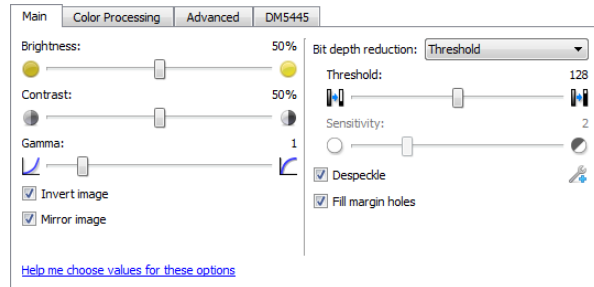 Main Color Processing Advanced DM5445
Brightness: 50%
Contrast: 50%
Gamma: 1
Invert image
Mirror image
Help me choose values for these options
Bit depth reduction: Threshold
Threshold: 128
Sensitivity: 2
Despeckle
Fill margin holes